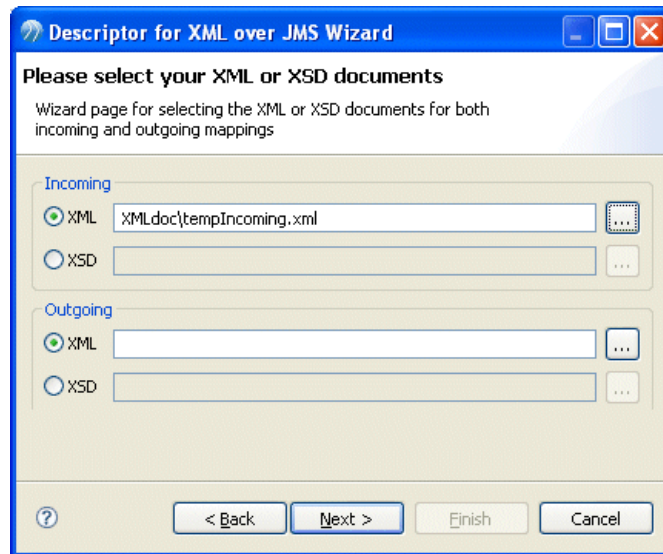 Descriptor for XML over JMS Wizard
Please select your XML or XSD documents
Wizard page for selecting the XML or XSD documents for both
incoming and outgoing mappings
Incoming
XML XMLdoc\tempIncoming.xml ...
XSD ...
Outgoing
XML ...
XSD ...
? < Back Next > Finish Cancel